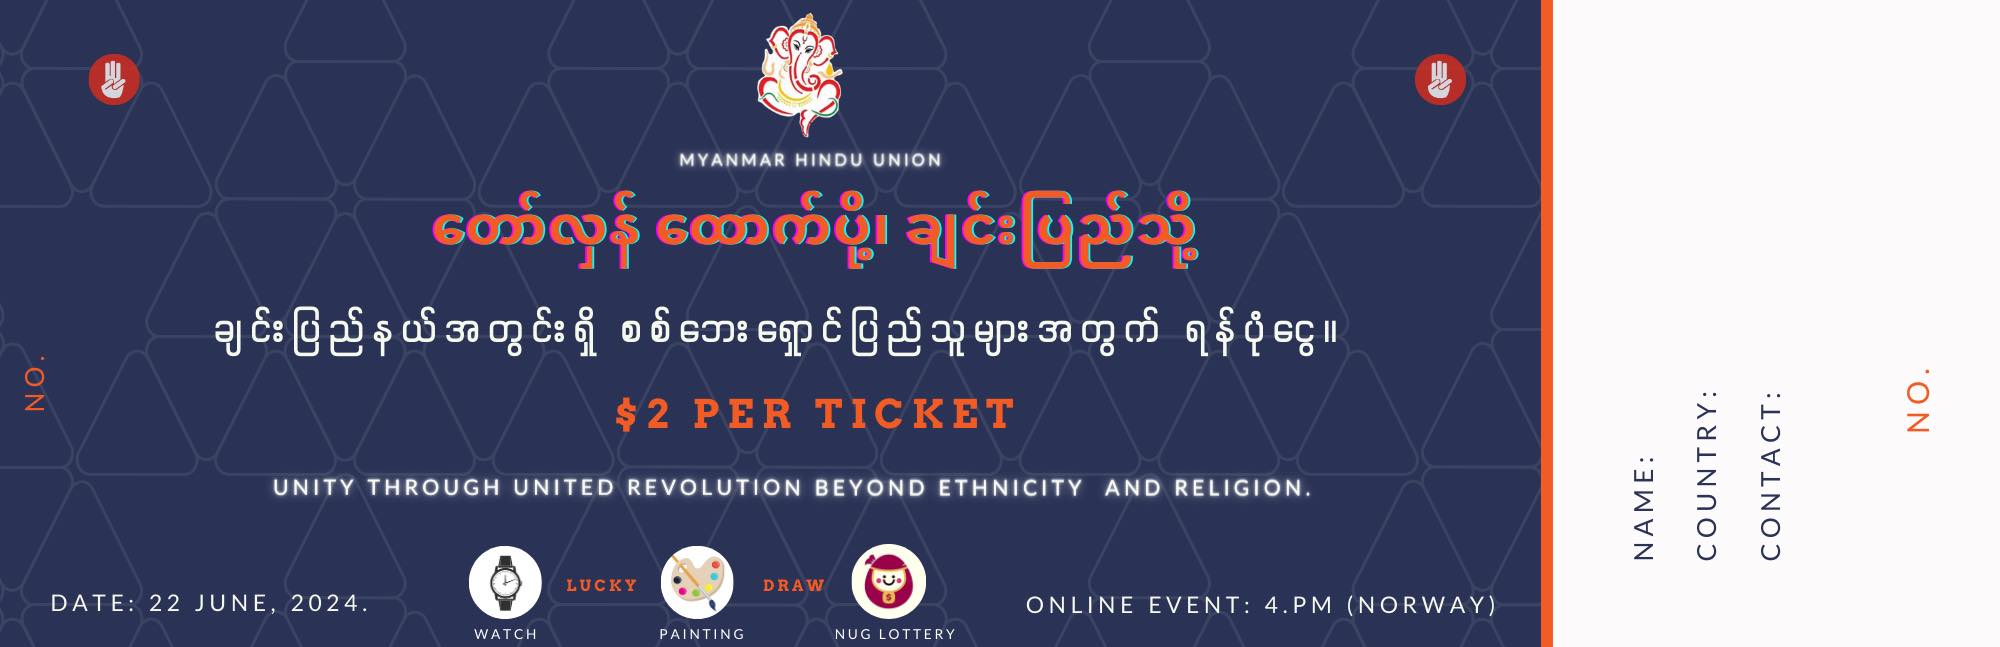 MYANMAR HINDU UNION
တော်လှန် ထောက်ပို့၊ ချင်းပြည်သို့
ချင်းပြည်နယ်အတွင်းရှိ စစ်ဘေးရှောင်ပြည်သူများအတွက် ရန်ပုံငွေ။
$2 PER TICKET
UNITY THROUGH UNITED REVOLUTION BEYOND ETHNICITY AND RELIGION.
NO.
DATE: 22 JUNE, 2024.
LUCKY DRAW
WATCH
PAINTING
NUG LOTTERY
$
ONLINE EVENT: 4.PM (NORWAY)
NAME:
COUNTRY:
CONTACT:
NO.